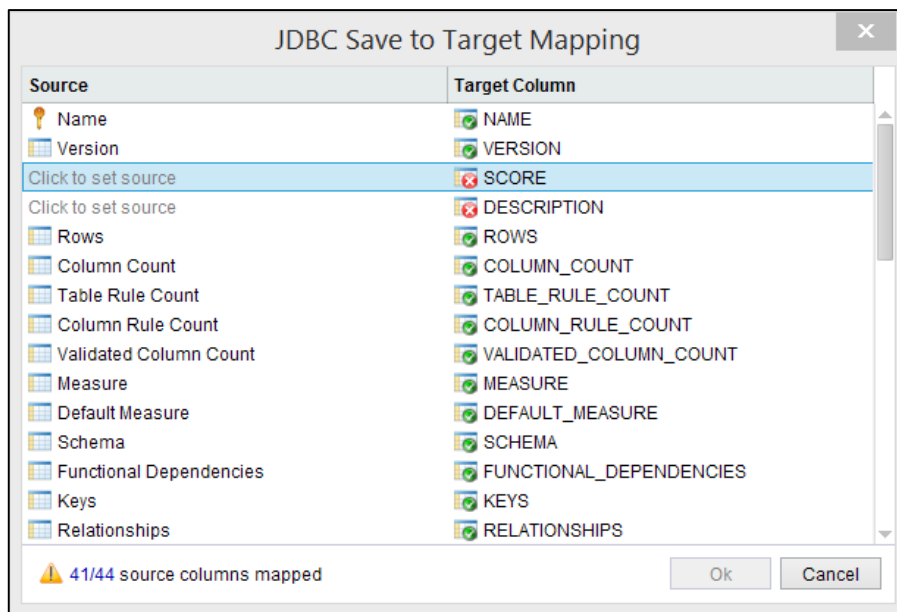 JDBC Save to Target Mapping
Source Target Column
Name NAME
Version VERSION
Click to set source SCORE
Click to set source DESCRIPTION
Rows ROWS
Column Count COLUMN_COUNT
Table Rule Count TABLE_RULE_COUNT
Column Rule Count COLUMN_RULE_COUNT
Validated Column Count VALIDATED_COLUMN_COUNT
Measure MEASURE
Default Measure DEFAULT_MEASURE
Schema SCHEMA
Functional Dependencies FUNCTIONAL_DEPENDENCIES
Keys KEYS
Relationships RELATIONSHIPS
41/44 source columns mapped Ok Cancel